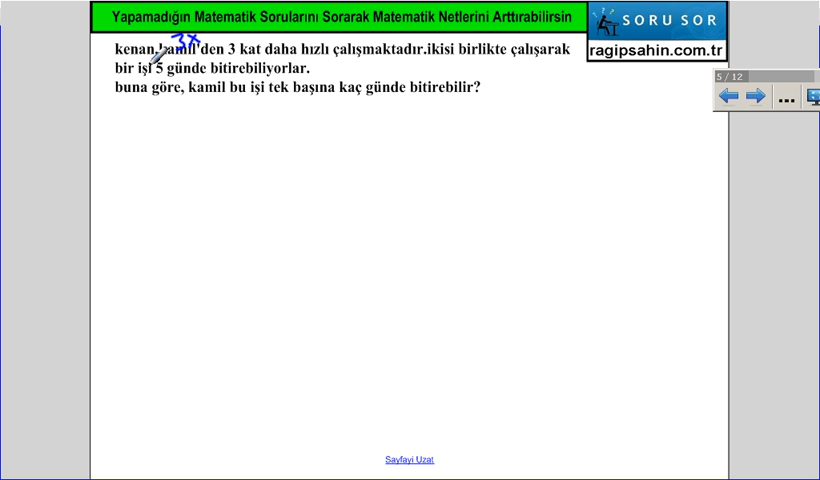 Yapamadığın Matematik Sorularını Sorarak Matematik Netlerini Arttırabilirsin
SORU SOR
ragipsahin.com.tr
3x
kenan,kamil'den 3 kat daha hızlı çalışmaktadır.ikisi birlikte çalışarak
bir işi 5 günde bitirebiliyorlar.
buna göre, kamil bu işi tek başına kaç günde bitirebilir?
5 / 12
...
Sayfayi Uzat